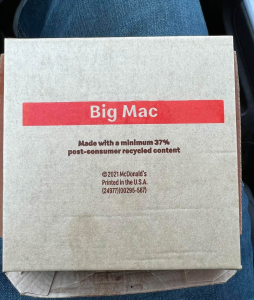 Big Mac
Made with a minimum 37%
post-consumer recycled content
© 2021 McDonald's
Printed in the U.S.A.
(24977)(00295-587)